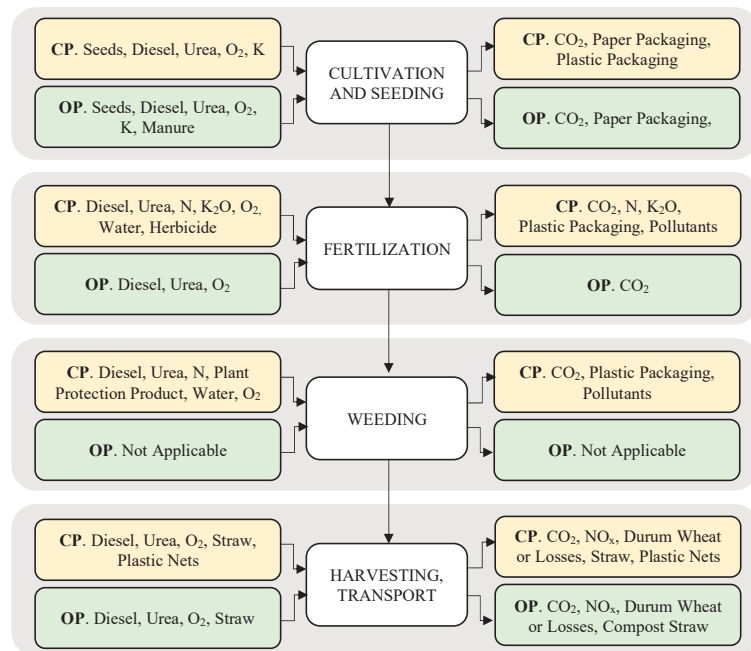 CP. Seeds, Diesel, Urea, O₂, K
OP. Seeds, Diesel, Urea, O₂,
K, Manure
CULTIVATION
AND SEEDING
CP. CO₂, Paper Packaging,
Plastic Packaging
OP. CO₂, Paper Packaging,
CP. Diesel, Urea, N, K₂O, O₂,
Water, Herbicide
OP. Diesel, Urea, O₂
FERTILIZATION
CP. CO₂, N, K₂O,
Plastic Packaging, Pollutants
OP. CO₂
CP. Diesel, Urea, N, Plant
Protection Product, Water, O₂
OP. Not Applicable
WEEDING
CP. CO₂, Plastic Packaging,
Pollutants
OP. Not Applicable
CP. Diesel, Urea, O₂, Straw,
Plastic Nets
OP. Diesel, Urea, O₂, Straw
HARVESTING,
TRANSPORT
CP. CO₂, NOₓ, Durum Wheat
or Losses, Straw, Plastic Nets
OP. CO₂, NOₓ, Durum Wheat
or Losses, Compost Straw